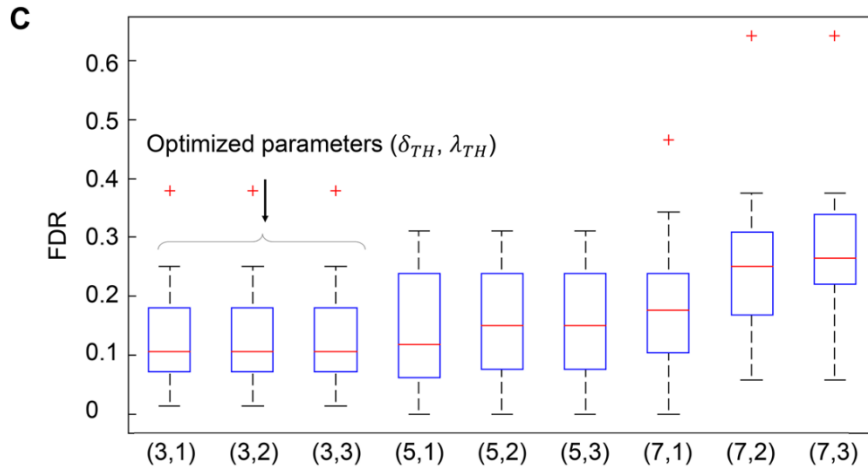 C
0.6
0.5
Optimized parameters (δ_TH, λ_TH)
0.4
FDR
0.3
0.2
0.1
0
(3,1) (3,2) (3,3) (5,1) (5,2) (5,3) (7,1) (7,2) (7,3)